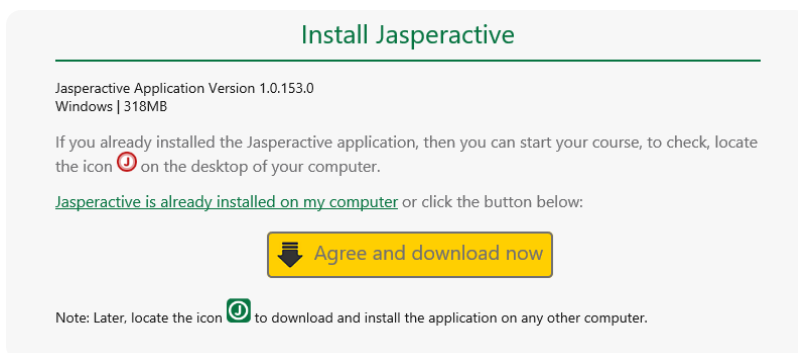 Install Jasperactive
Jasperactive Application Version 1.0.153.0
Windows | 318MB
If you already installed the Jasperactive application, then you can start your course, to check, locate
the icon J on the desktop of your computer.
Jasperactive is already installed on my computer or click the button below:
Agree and download now
Note: Later, locate the icon J to download and install the application on any other computer.